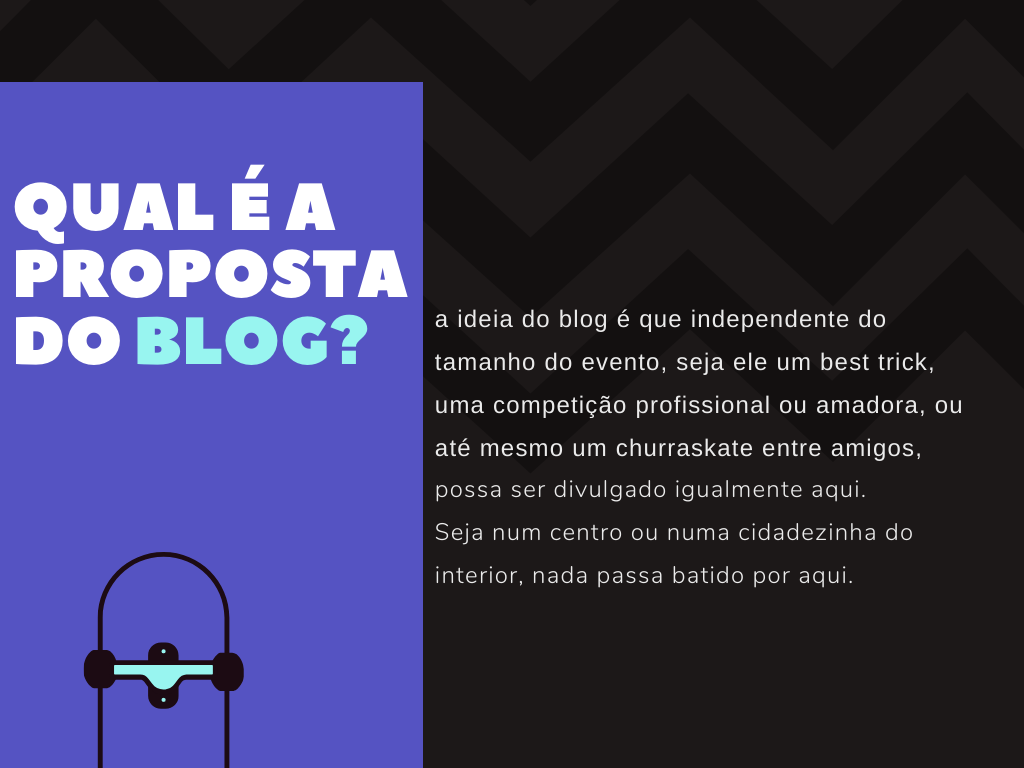 QUAL É A
PROPOSTA
DO BLOG?
a ideia do blog é que independente do
tamanho do evento, seja ele um best trick,
uma competição profissional ou amadora, ou
até mesmo um churraskate entre amigos,
possa ser divulgado igualmente aqui.
Seja num centro ou numa cidadezinha do
interior, nada passa batido por aqui.